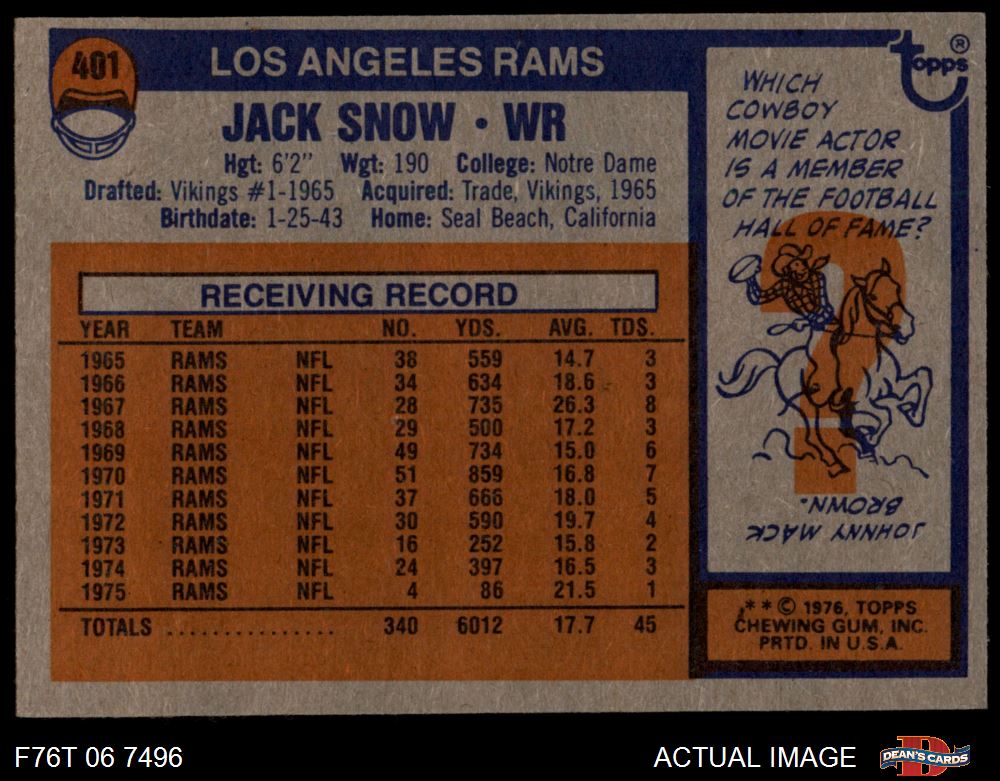 401
LOS ANGELES RAMS
JACK SNOW • WR
Hgt: 6'2" Wgt: 190 College: Notre Dame
Drafted: Vikings #1-1965 Acquired: Trade, Vikings, 1965
Birthdate: 1-25-43 Home: Seal Beach, California
RECEIVING RECORD
YEAR TEAM NO. YDS. AVG. TDS.
1965 RAMS NFL 38 559 14.7 3
1966 RAMS NFL 34 634 18.6 3
1967 RAMS NFL 28 735 26.3 8
1968 RAMS NFL 29 500 17.2 3
1969 RAMS NFL 49 734 15.0 6
1970 RAMS NFL 51 859 16.8 7
1971 RAMS NFL 37 666 18.0 5
1972 RAMS NFL 30 590 19.7 4
1973 RAMS NFL 16 252 15.8 2
1974 RAMS NFL 24 397 16.5 3
1975 RAMS NFL 4 86 21.5 1
TOTALS ................ 340 6012 17.7 45
topps ®
WHICH
COWBOY
MOVIE ACTOR
IS A MEMBER
OF THE FOOTBALL
HALL OF FAME?
?
JOHNNY MACK
BROWN.
** © 1976, TOPPS
CHEWING GUM, INC.
PRTD. IN U.S.A.
F76T 06 7496
ACTUAL IMAGE
DEAN'S CARDS